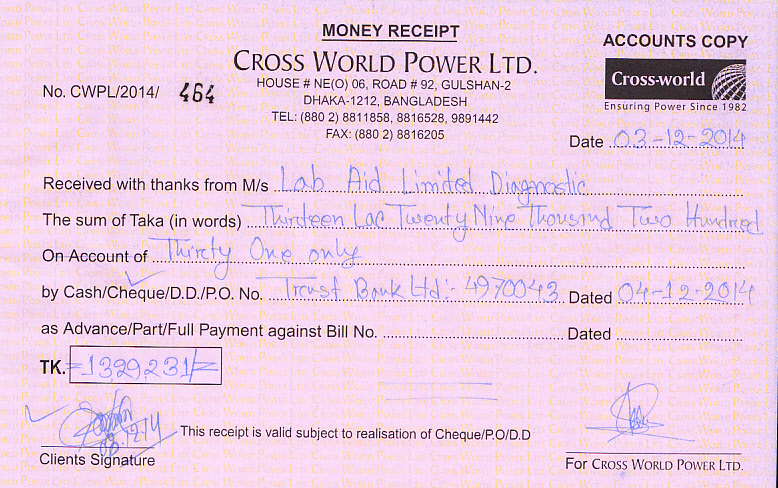 MONEY RECEIPT
ACCOUNTS COPY
CROSS WORLD POWER LTD.
Cross-world
Ensuring Power Since 1982
HOUSE # NE(O) 06, ROAD # 92, GULSHAN-2
DHAKA-1212, BANGLADESH
TEL: (880 2) 8811858, 8816528, 9891442
FAX: (880 2) 8816205
No. CWPL/2014/ 464
Date 03-12-2014
Received with thanks from M/s Lab Aid Limited Diagnostic
The sum of Taka (in words) Thirteen Lac Twenty Nine Thousand Two Hundred
On Account of Thirty One only
by Cash/Cheque/D.D./P.O. No. Trust Bank Ltd:- 4970043 Dated 04-12-2014
as Advance/Part/Full Payment against Bill No. Dated
TK. =1329231/=
03.12.14
This receipt is valid subject to realisation of Cheque/P.O/D.D
Clients Signature
For CROSS WORLD POWER LTD.